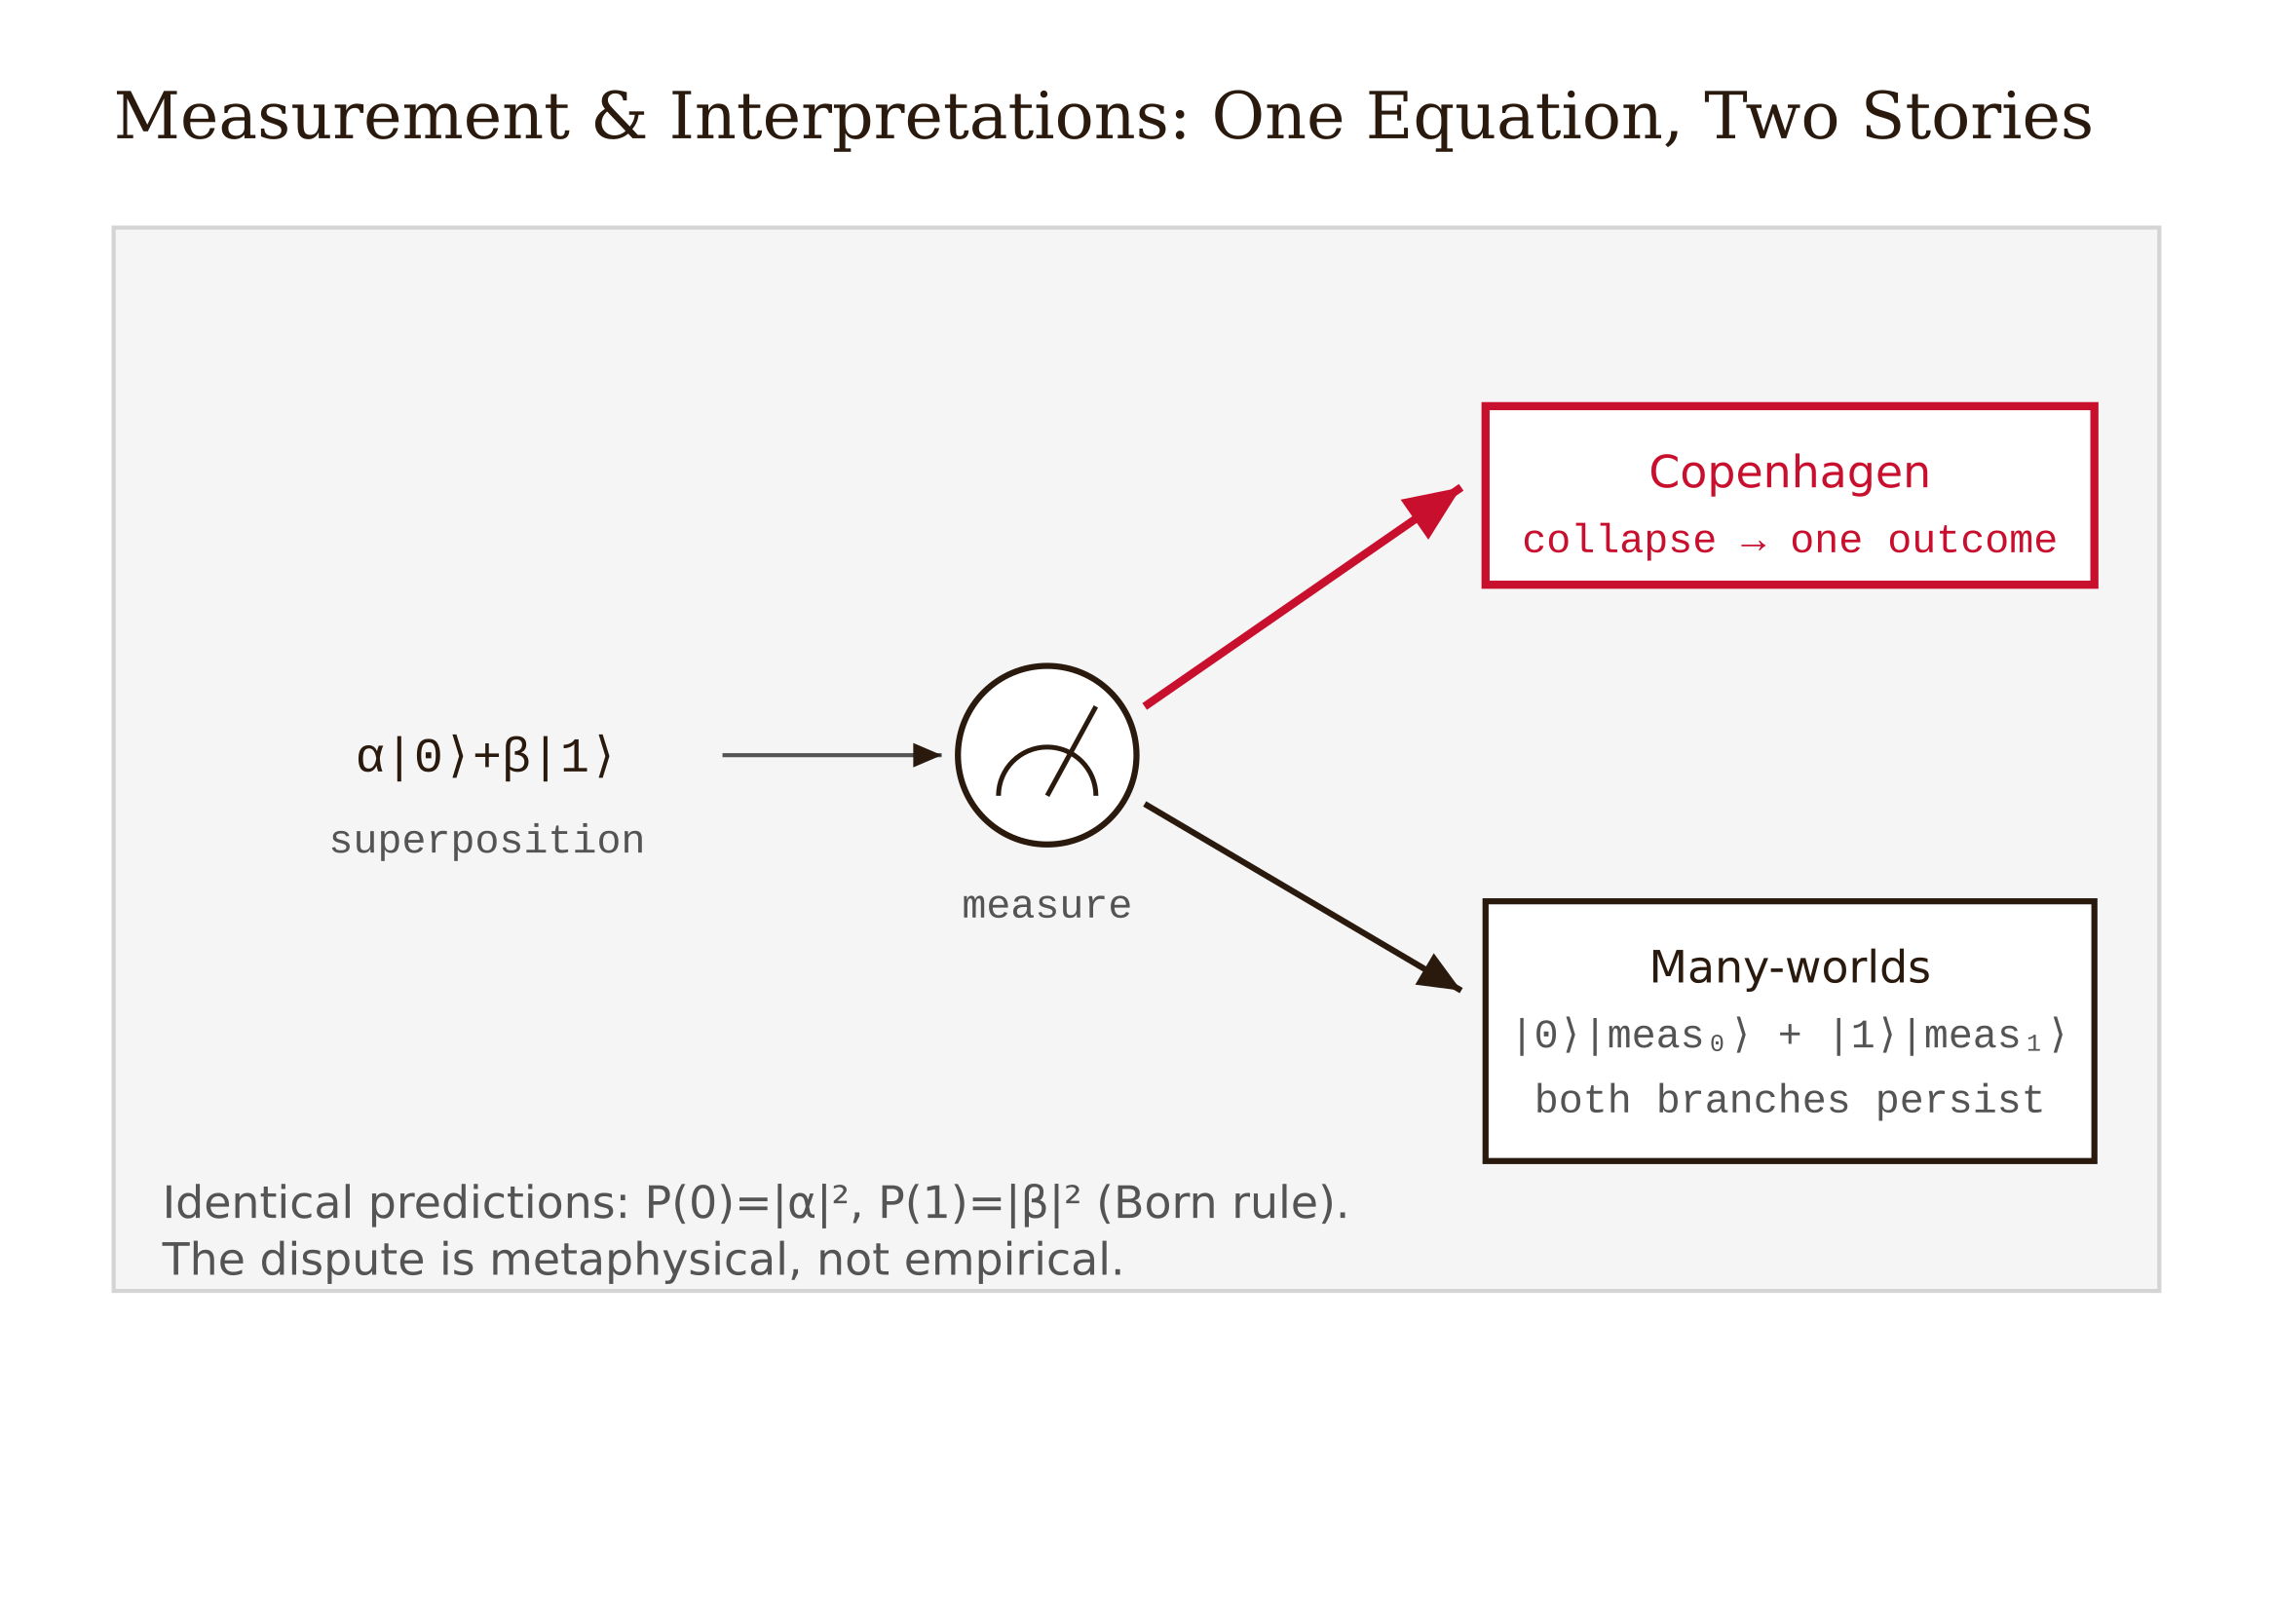 Measurement & Interpretations: One Equation, Two Stories
Copenhagen
collapse → one outcome
α|0⟩+β|1⟩
superposition
measure
Many-worlds
|0⟩|meas₀⟩ + |1⟩|meas₁⟩
both branches persist
Identical predictions: P(0)=|α|², P(1)=|β|² (Born rule).
The dispute is metaphysical, not empirical.